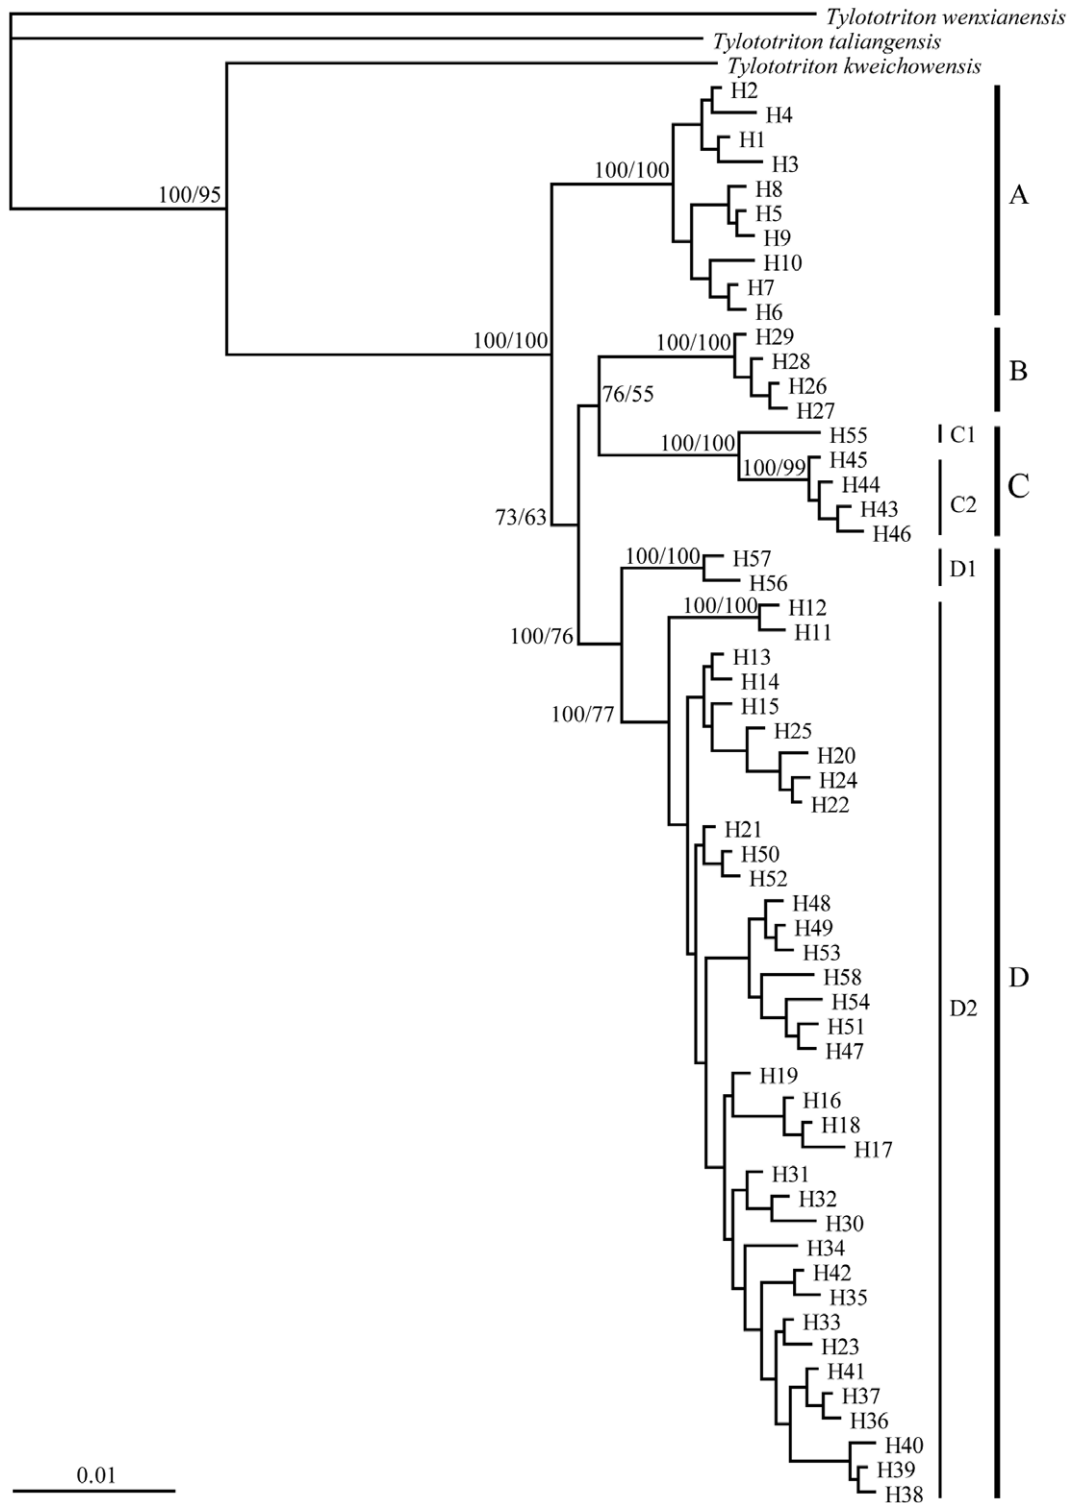 Tylototriton wenxianensis
Tylototriton taliangensis
Tylototriton kweichowensis
H2
H4
H1
100/100
H3
100/95
H8
A
H5
H9
H10
H7
H6
100/100
100/100
H29
H28
B
76/55
H26
H27
100/100
H55
C1
100/99
H45
H44
C
H43
C2
73/63
H46
100/100
H57
D1
H56
100/100
H12
100/76
H11
H13
H14
H15
100/77
H25
H20
H24
H22
H21
H50
H52
H48
H49
H53
H58
D
H54
D2
H51
H47
H19
H16
H18
H17
H31
H32
H30
H34
H42
H35
H33
H23
H41
H37
H36
H40
0.01
H39
H38